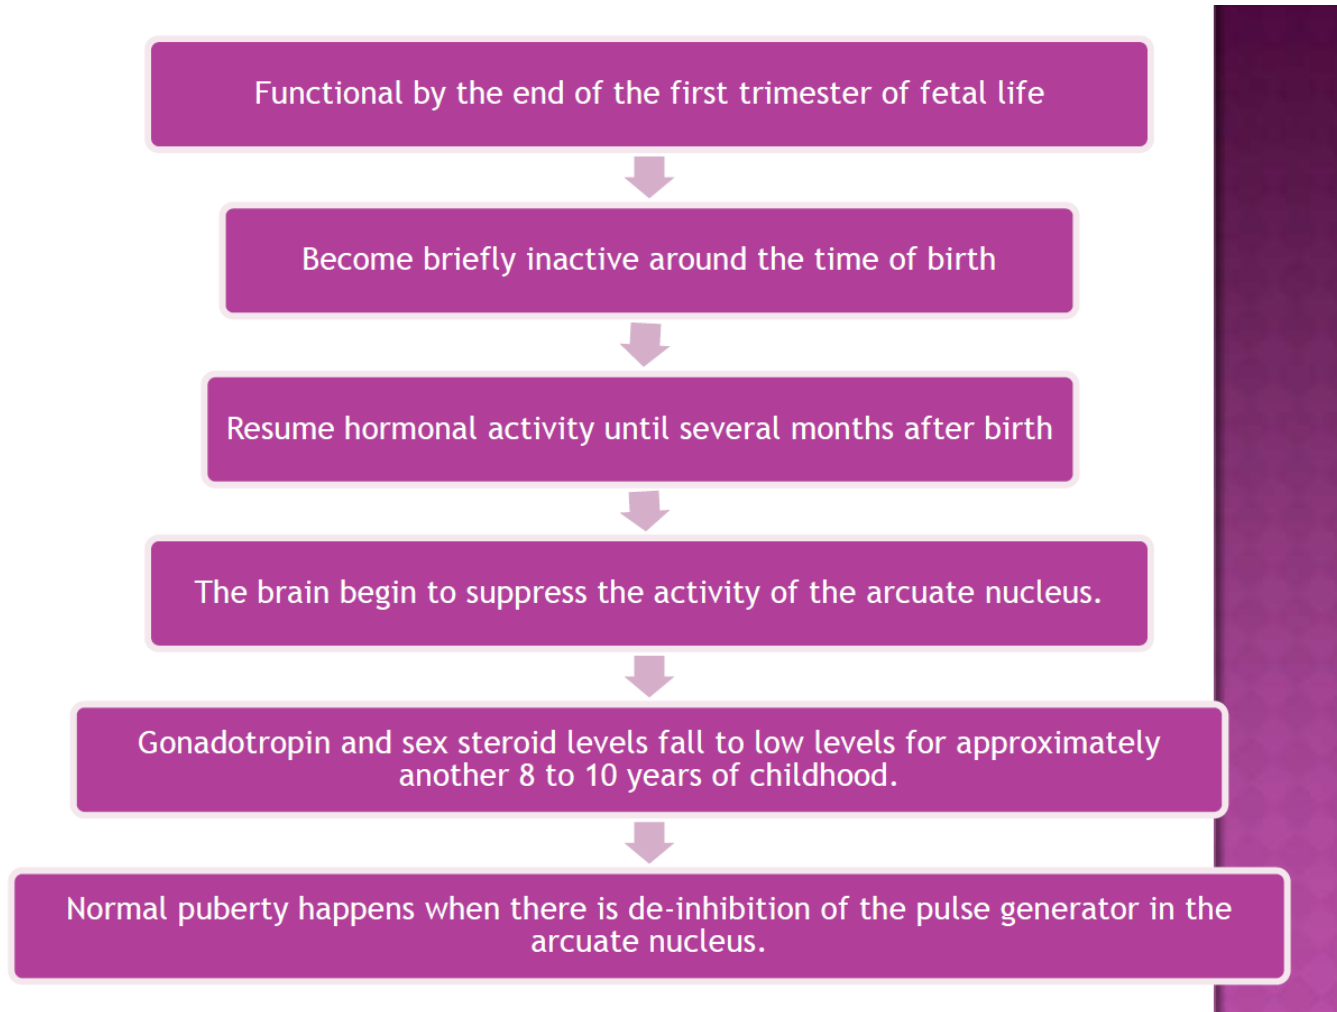 Functional by the end of the first trimester of fetal life
Become briefly inactive around the time of birth
Resume hormonal activity until several months after birth
The brain begin to suppress the activity of the arcuate nucleus.
Gonadotropin and sex steroid levels fall to low levels for approximately
another 8 to 10 years of childhood.
Normal puberty happens when there is de-inhibition of the pulse generator in the
arcuate nucleus.